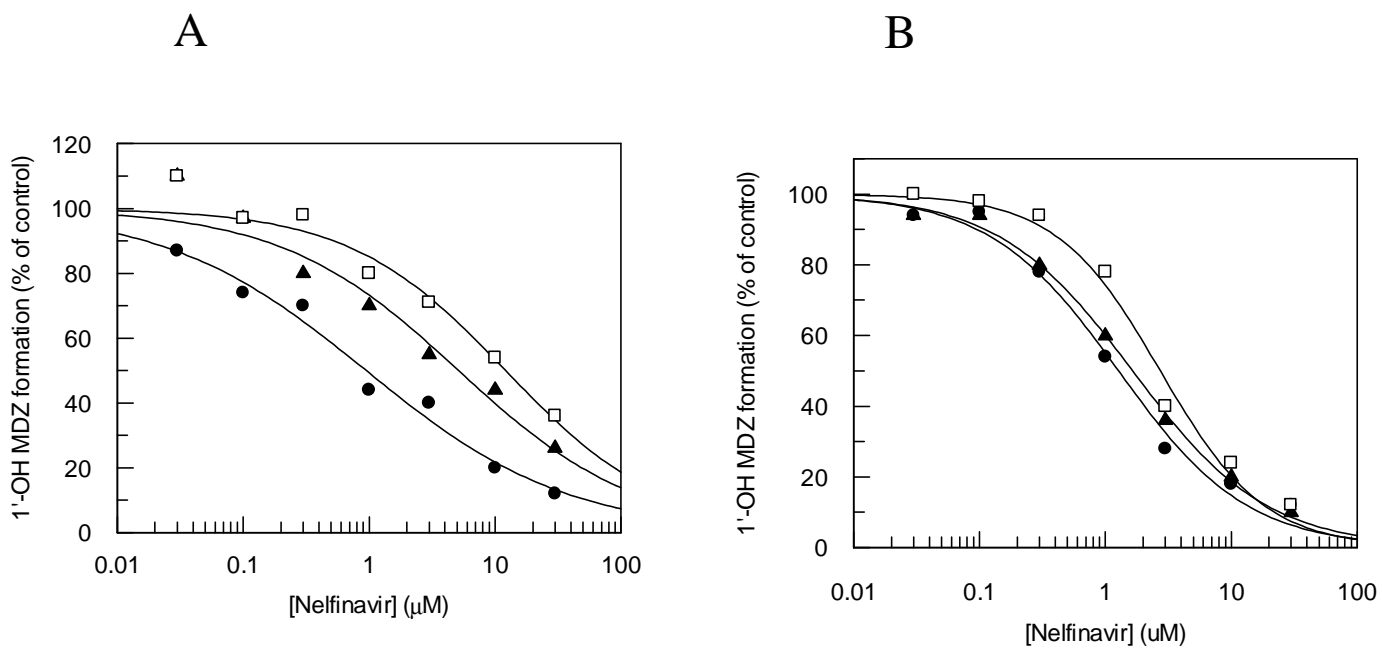 A
1'-OH MDZ formation (% of control)
120
100
80
60
40
20
0
0.01 0.1 1 10 100
[Nelfinavir] (μM)
B
1'-OH MDZ formation (% of control)
100
80
60
40
20
0
0.01 0.1 1 10 100
[Nelfinavir] (uM)